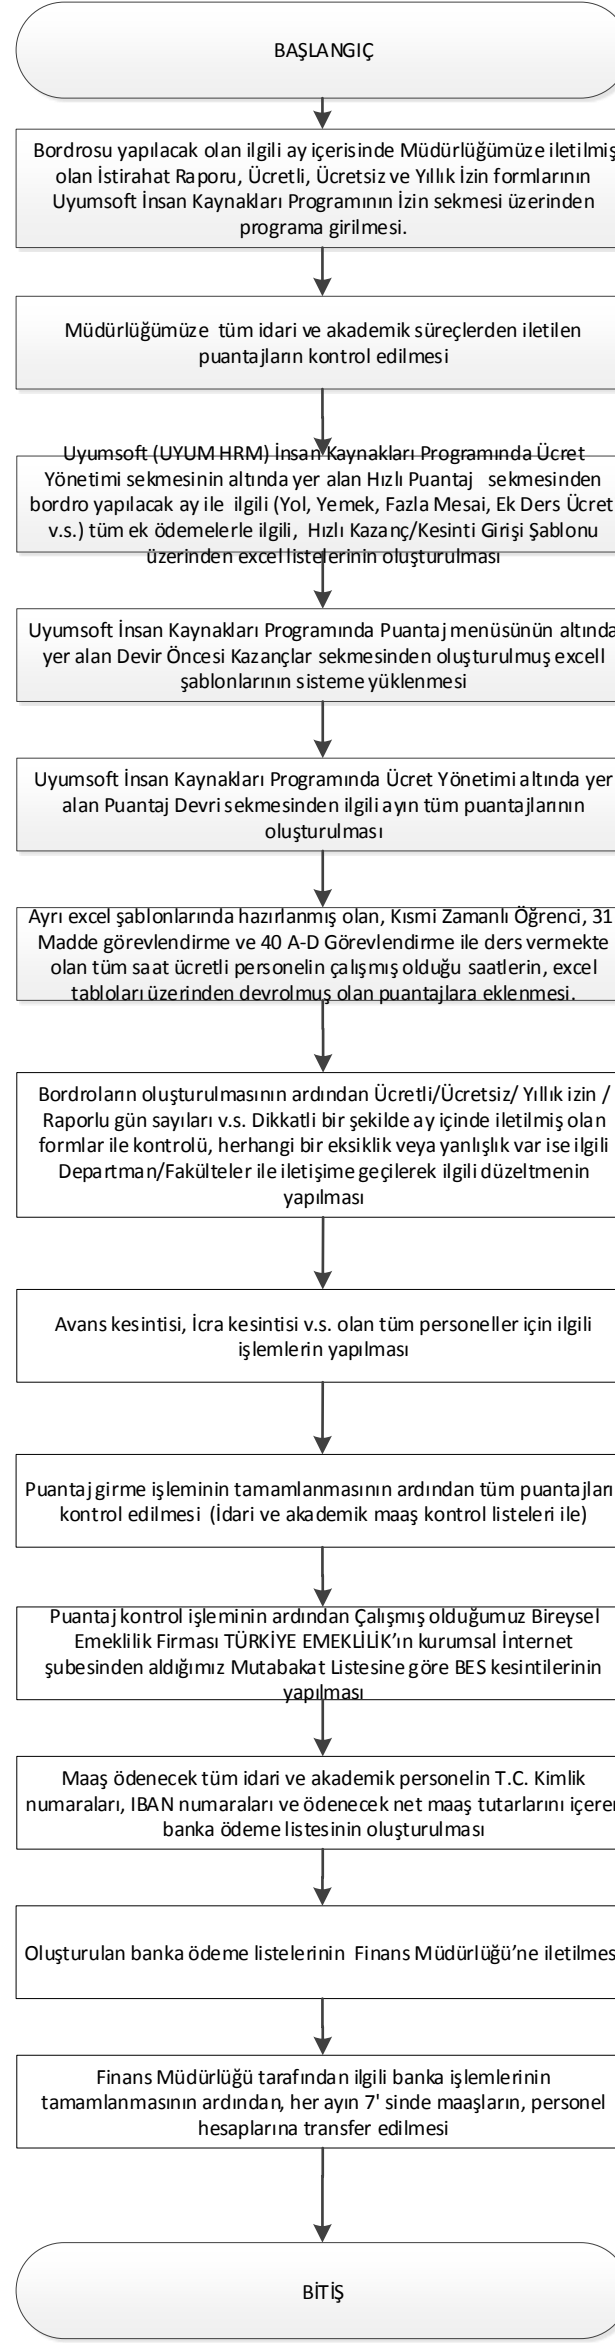 BAŞLANGIÇ
Bordrosu yapılacak olan ilgili ay içerisinde Müdürlüğümüze iletilmiş
olan İstirahat Raporu, Ücretli, Ücretsiz ve Yıllık İzin formlarının
Uyumsoft İnsan Kaynakları Programının İzin sekmesi üzerinden
programa girilmesi.
Müdürlüğümüze tüm idari ve akademik süreçlerden iletilen
puantajların kontrol edilmesi
Uyumsoft (UYUM HRM) İnsan Kaynakları Programında Ücret
Yönetimi sekmesinin altında yer alan Hızlı Puantaj sekmesinden
bordro yapılacak ay ile ilgili (Yol, Yemek, Fazla Mesai, Ek Ders Ücret
v.s.) tüm ek ödemelerle ilgili, Hızlı Kazanç/Kesinti Girişi Şablonu
üzerinden excel listelerinin oluşturulması
Uyumsoft İnsan Kaynakları Programında Puantaj menüsünün altında
yer alan Devir Öncesi Kazançlar sekmesinden oluşturulmuş excell
şablonlarının sisteme yüklenmesi
Uyumsoft İnsan Kaynakları Programında Ücret Yönetimi altında yer
alan Puantaj Devri sekmesinden ilgili ayın tüm puantajlarının
oluşturulması
Ayrı excel şablonlarında hazırlanmış olan, Kısmi Zamanlı Öğrenci, 31
Madde görevlendirme ve 40 A-D Görevlendirme ile ders vermekte
olan tüm saat ücretli personelin çalışmış olduğu saatlerin, excel
tabloları üzerinden devrolmuş olan puantajlara eklenmesi.
Bordroların oluşturulmasının ardından Ücretli/Ücretsiz/ Yıllık izin /
Raporlu gün sayıları v.s. Dikkatli bir şekilde ay içinde iletilmiş olan
formlar ile kontrolü, herhangi bir eksiklik veya yanlışlık var ise ilgili
Departman/Fakülteler ile iletişime geçilerek ilgili düzeltmenin
yapılması
Avans kesintisi, İcra kesintisi v.s. olan tüm personeller için ilgili
işlemlerin yapılması
Puantaj girme işleminin tamamlanmasının ardından tüm puantajları
kontrol edilmesi (İdari ve akademik maaş kontrol listeleri ile)
Puantaj kontrol işleminin ardından Çalışmış olduğumuz Bireysel
Emeklilik Firması TÜRKİYE EMEKLİLİK’ın kurumsal İnternet
şubesinden aldığımız Mutabakat Listesine göre BES kesintilerinin
yapılması
Maaş ödenecek tüm idari ve akademik personelin T.C. Kimlik
numaraları, IBAN numaraları ve ödenecek net maaş tutarlarını içeren
banka ödeme listesinin oluşturulması
Oluşturulan banka ödeme listelerinin Finans Müdürlüğü’ne iletilmes
Finans Müdürlüğü tarafından ilgili banka işlemlerinin
tamamlanmasının ardından, her ayın 7' sinde maaşların, personel
hesaplarına transfer edilmesi
BİTİŞ